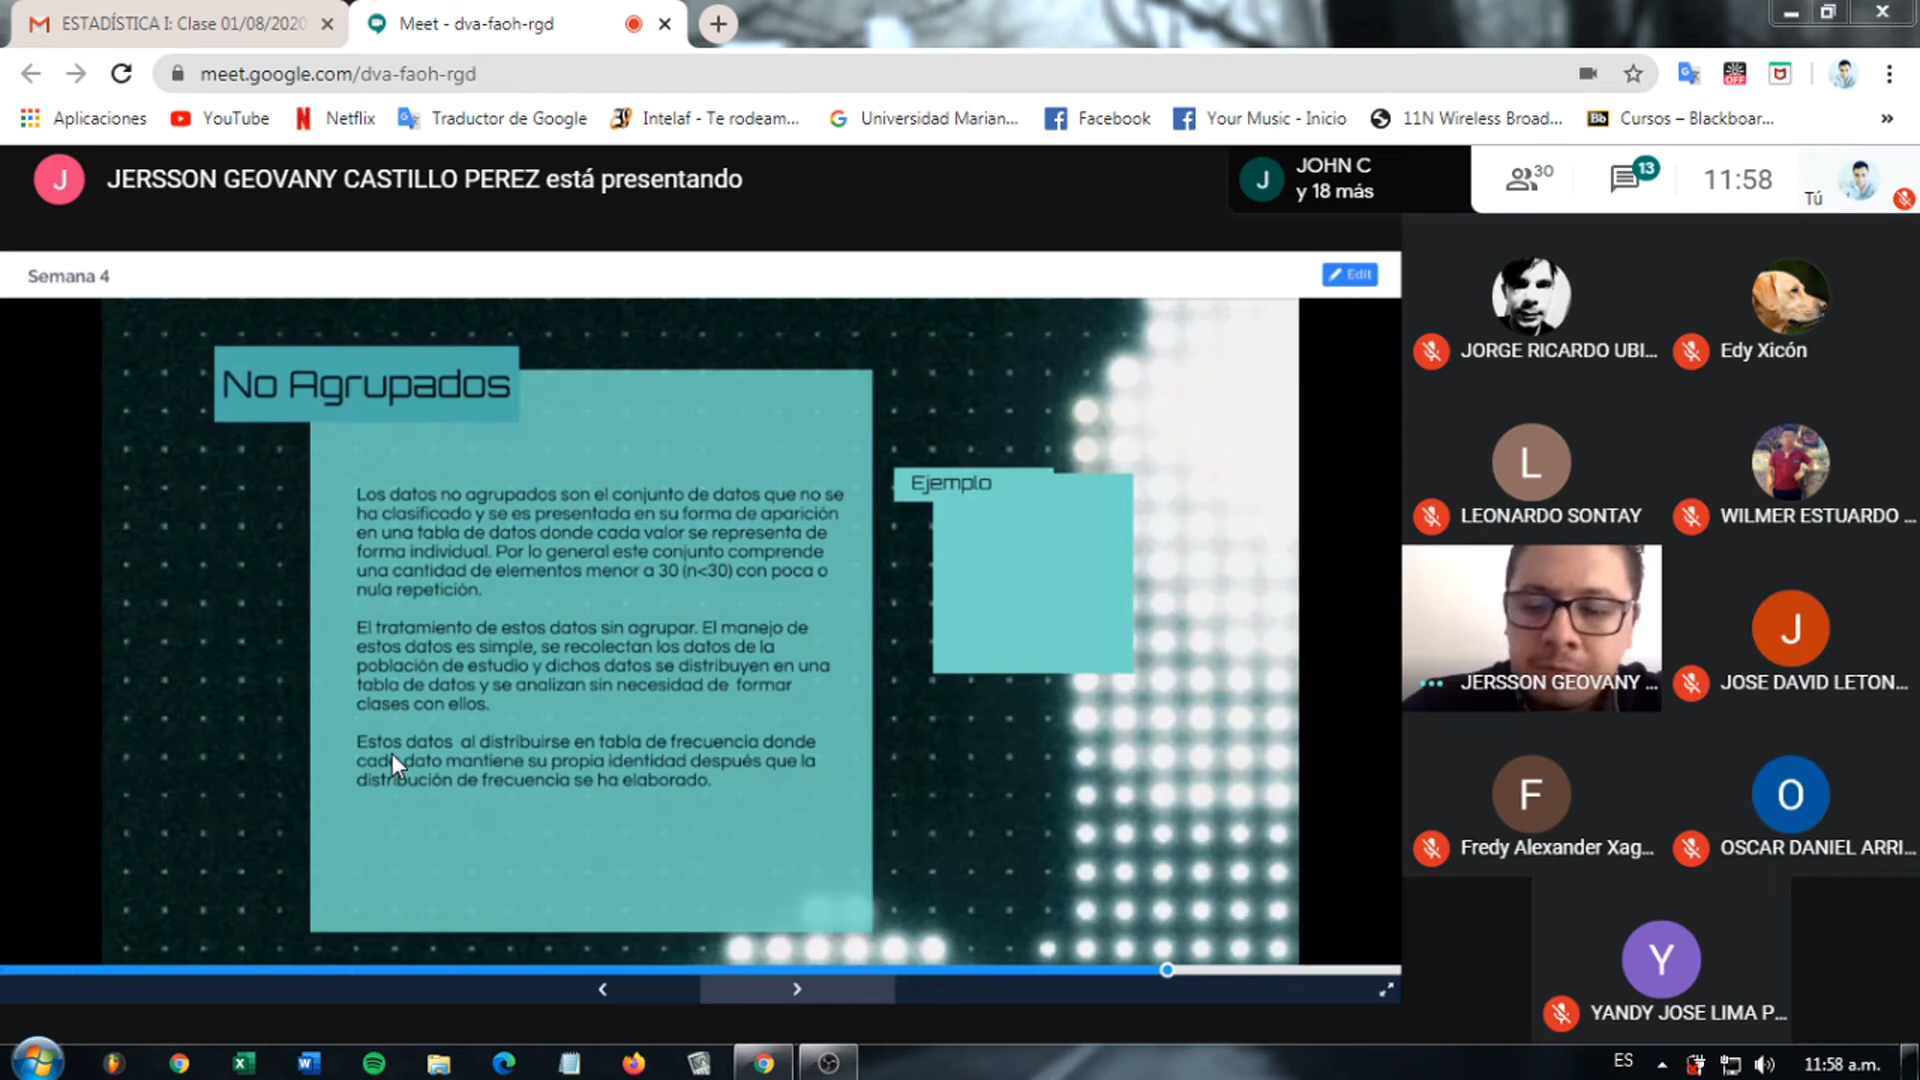 ESTADÍSTICA I: Clase 01/08/2020
Meet - dva-faoh-rgd
meet.google.com/dva-faoh-rgd
OFF
Aplicaciones
YouTube
Netflix
Traductor de Google
Intelaf - Te rodeam...
Universidad Marian...
Facebook
Your Music - Inicio
11N Wireless Broad...
Bb
Cursos – Blackboar...
»
J
JERSSON GEOVANY CASTILLO PEREZ está presentando
J
JOHN C
y 18 más
30
13
11:58
Tú
Semana 4
Edit
No Agrupados
Los datos no agrupados son el conjunto de datos que no se
ha clasificado y se es presentada en su forma de aparición
en una tabla de datos donde cada valor se representa de
forma individual. Por lo general este conjunto comprende
una cantidad de elementos menor a 30 (n<30) con poca o
nula repetición.
El tratamiento de estos datos sin agrupar. El manejo de
estos datos es simple, se recolectan los datos de la
población de estudio y dichos datos se distribuyen en una
tabla de datos y se analizan sin necesidad de formar
clases con ellos.
Estos datos al distribuirse en tabla de frecuencia donde
cada dato mantiene su propia identidad después que la
distribución de frecuencia se ha elaborado.
Ejemplo
JORGE RICARDO UBI...
Edy Xicón
L
LEONARDO SONTAY
WILMER ESTUARDO ...
JERSSON GEOVANY ...
J
JOSE DAVID LETON...
F
Fredy Alexander Xag...
O
OSCAR DANIEL ARRI...
Y
YANDY JOSE LIMA P...
ES
11:58 a.m.